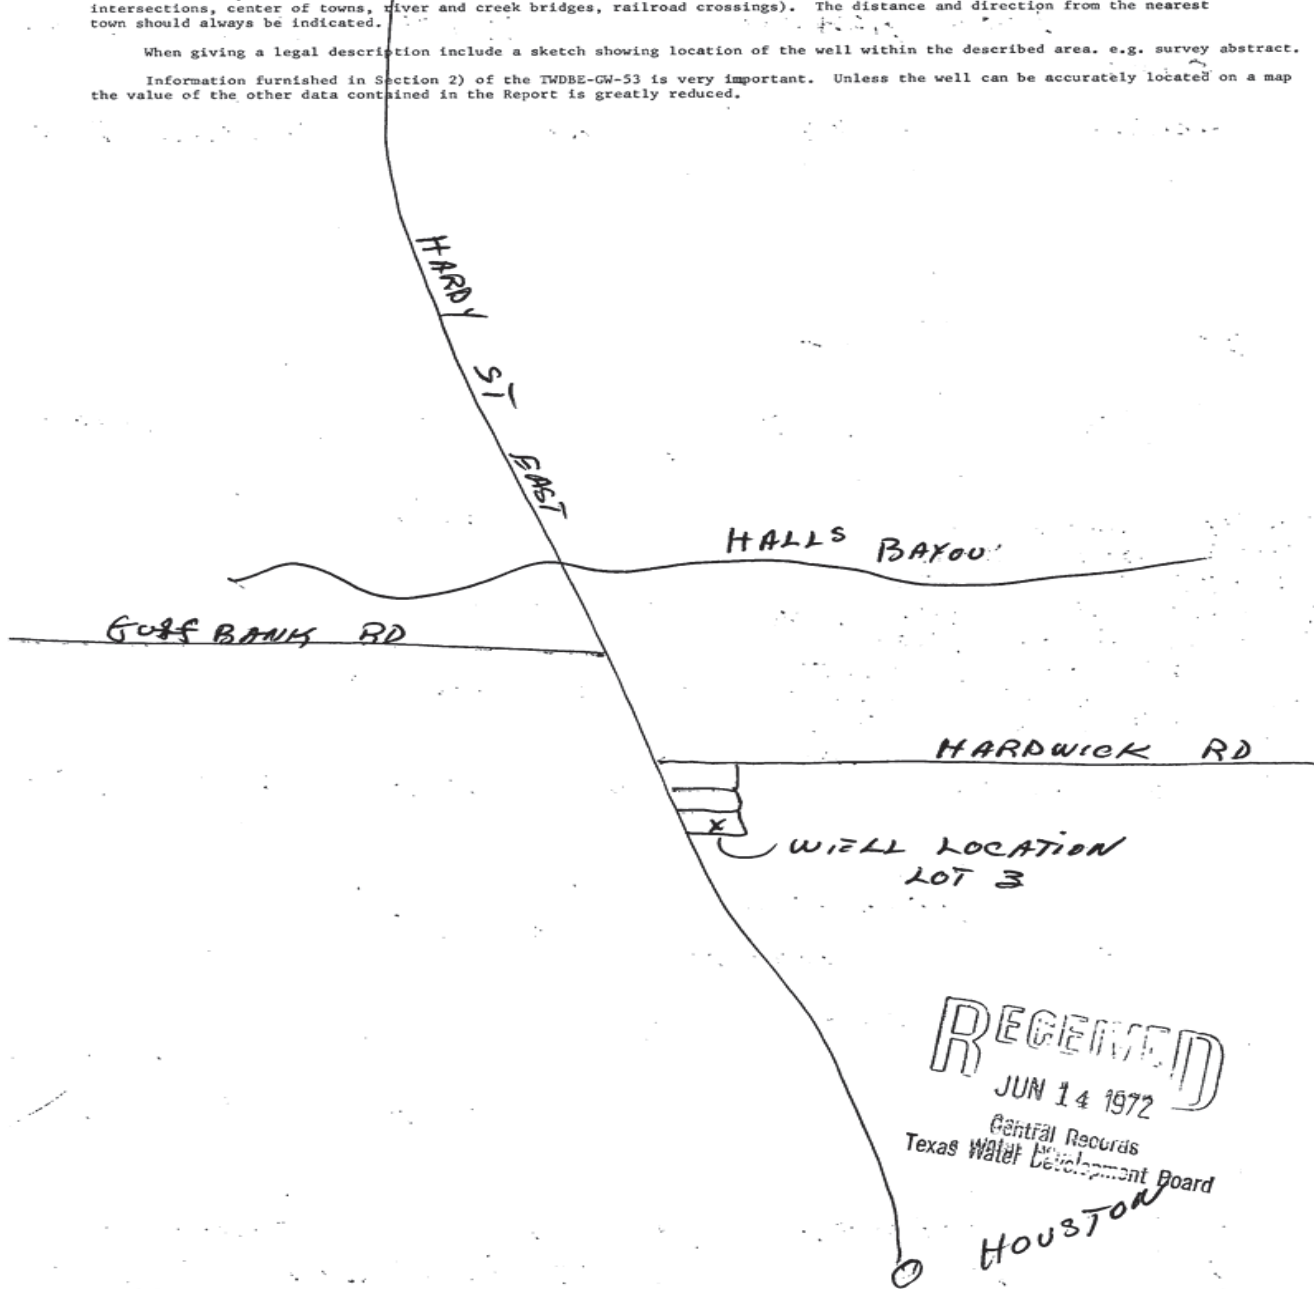 intersections, center of towns, river and creek bridges, railroad crossings). The distance and direction from the nearest
town should always be indicated.
When giving a legal description include a sketch showing location of the well within the described area. e.g. survey abstract.
Information furnished in Section 2) of the TWDBE-GW-53 is very important. Unless the well can be accurately located on a map
the value of the other data contained in the Report is greatly reduced.
HARDY ST EAST
HALLS BAYOU
BANK RD
HARDWICK RD
WELL LOCATION
LOT 3
RECEIVED
JUN 14 1972
Central Records
Texas Water Development Board
HOUSTON